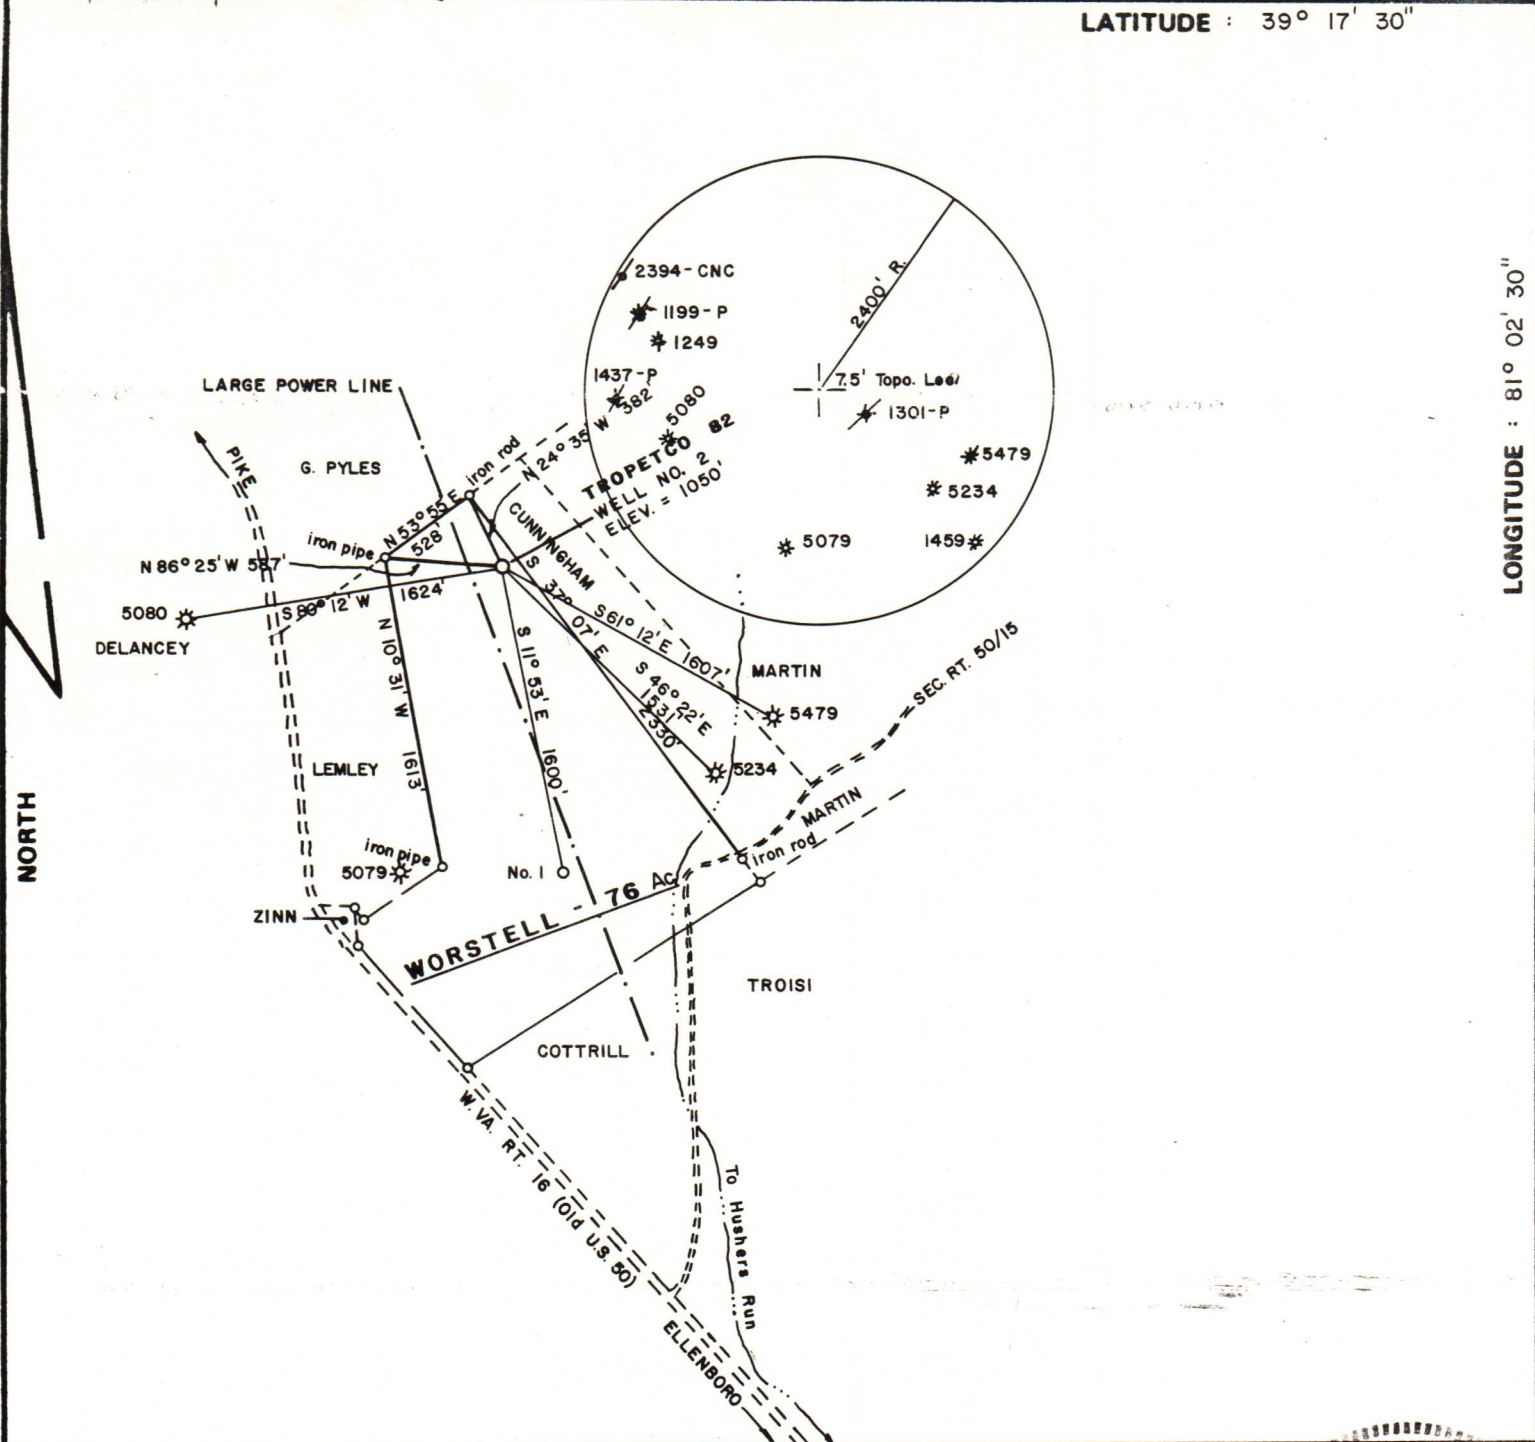 LATITUDE : 39° 17' 30"
LONGITUDE : 81° 02' 30"
NORTH
2400' R.
2394-CNC
1199-P
1249
1437-P
5080
7.5' Topo.
1301-P
5479
5234
1459
5079
LARGE POWER LINE
PIKE
G. PYLES
iron rod
N 24° 35' W 382'
TROPETCO 82
WELL NO. 2
ELEV. = 1050'
N 53° 55' E
528'
iron pipe
CUNNINGHAM
N 86° 25' W 587'
S 80° 12' W 1624'
5080
DELANCEY
N 10° 31' W 1613'
S 11° 53' E 1600'
S 37° 07' E
2330'
S 61° 12' E 1607'
S 46° 22' E
1531'
MARTIN
5479
SEC. RT. 50/15
5234
LEMLEY
MARTIN
iron pipe
iron rod
5079
No. 1
ZINN
WORSTELL - 76 Ac.
TROISI
COTTRILL
W. VA. RT. 16 (Old U.S. 50)
To Hushers Run
ELLENBORO